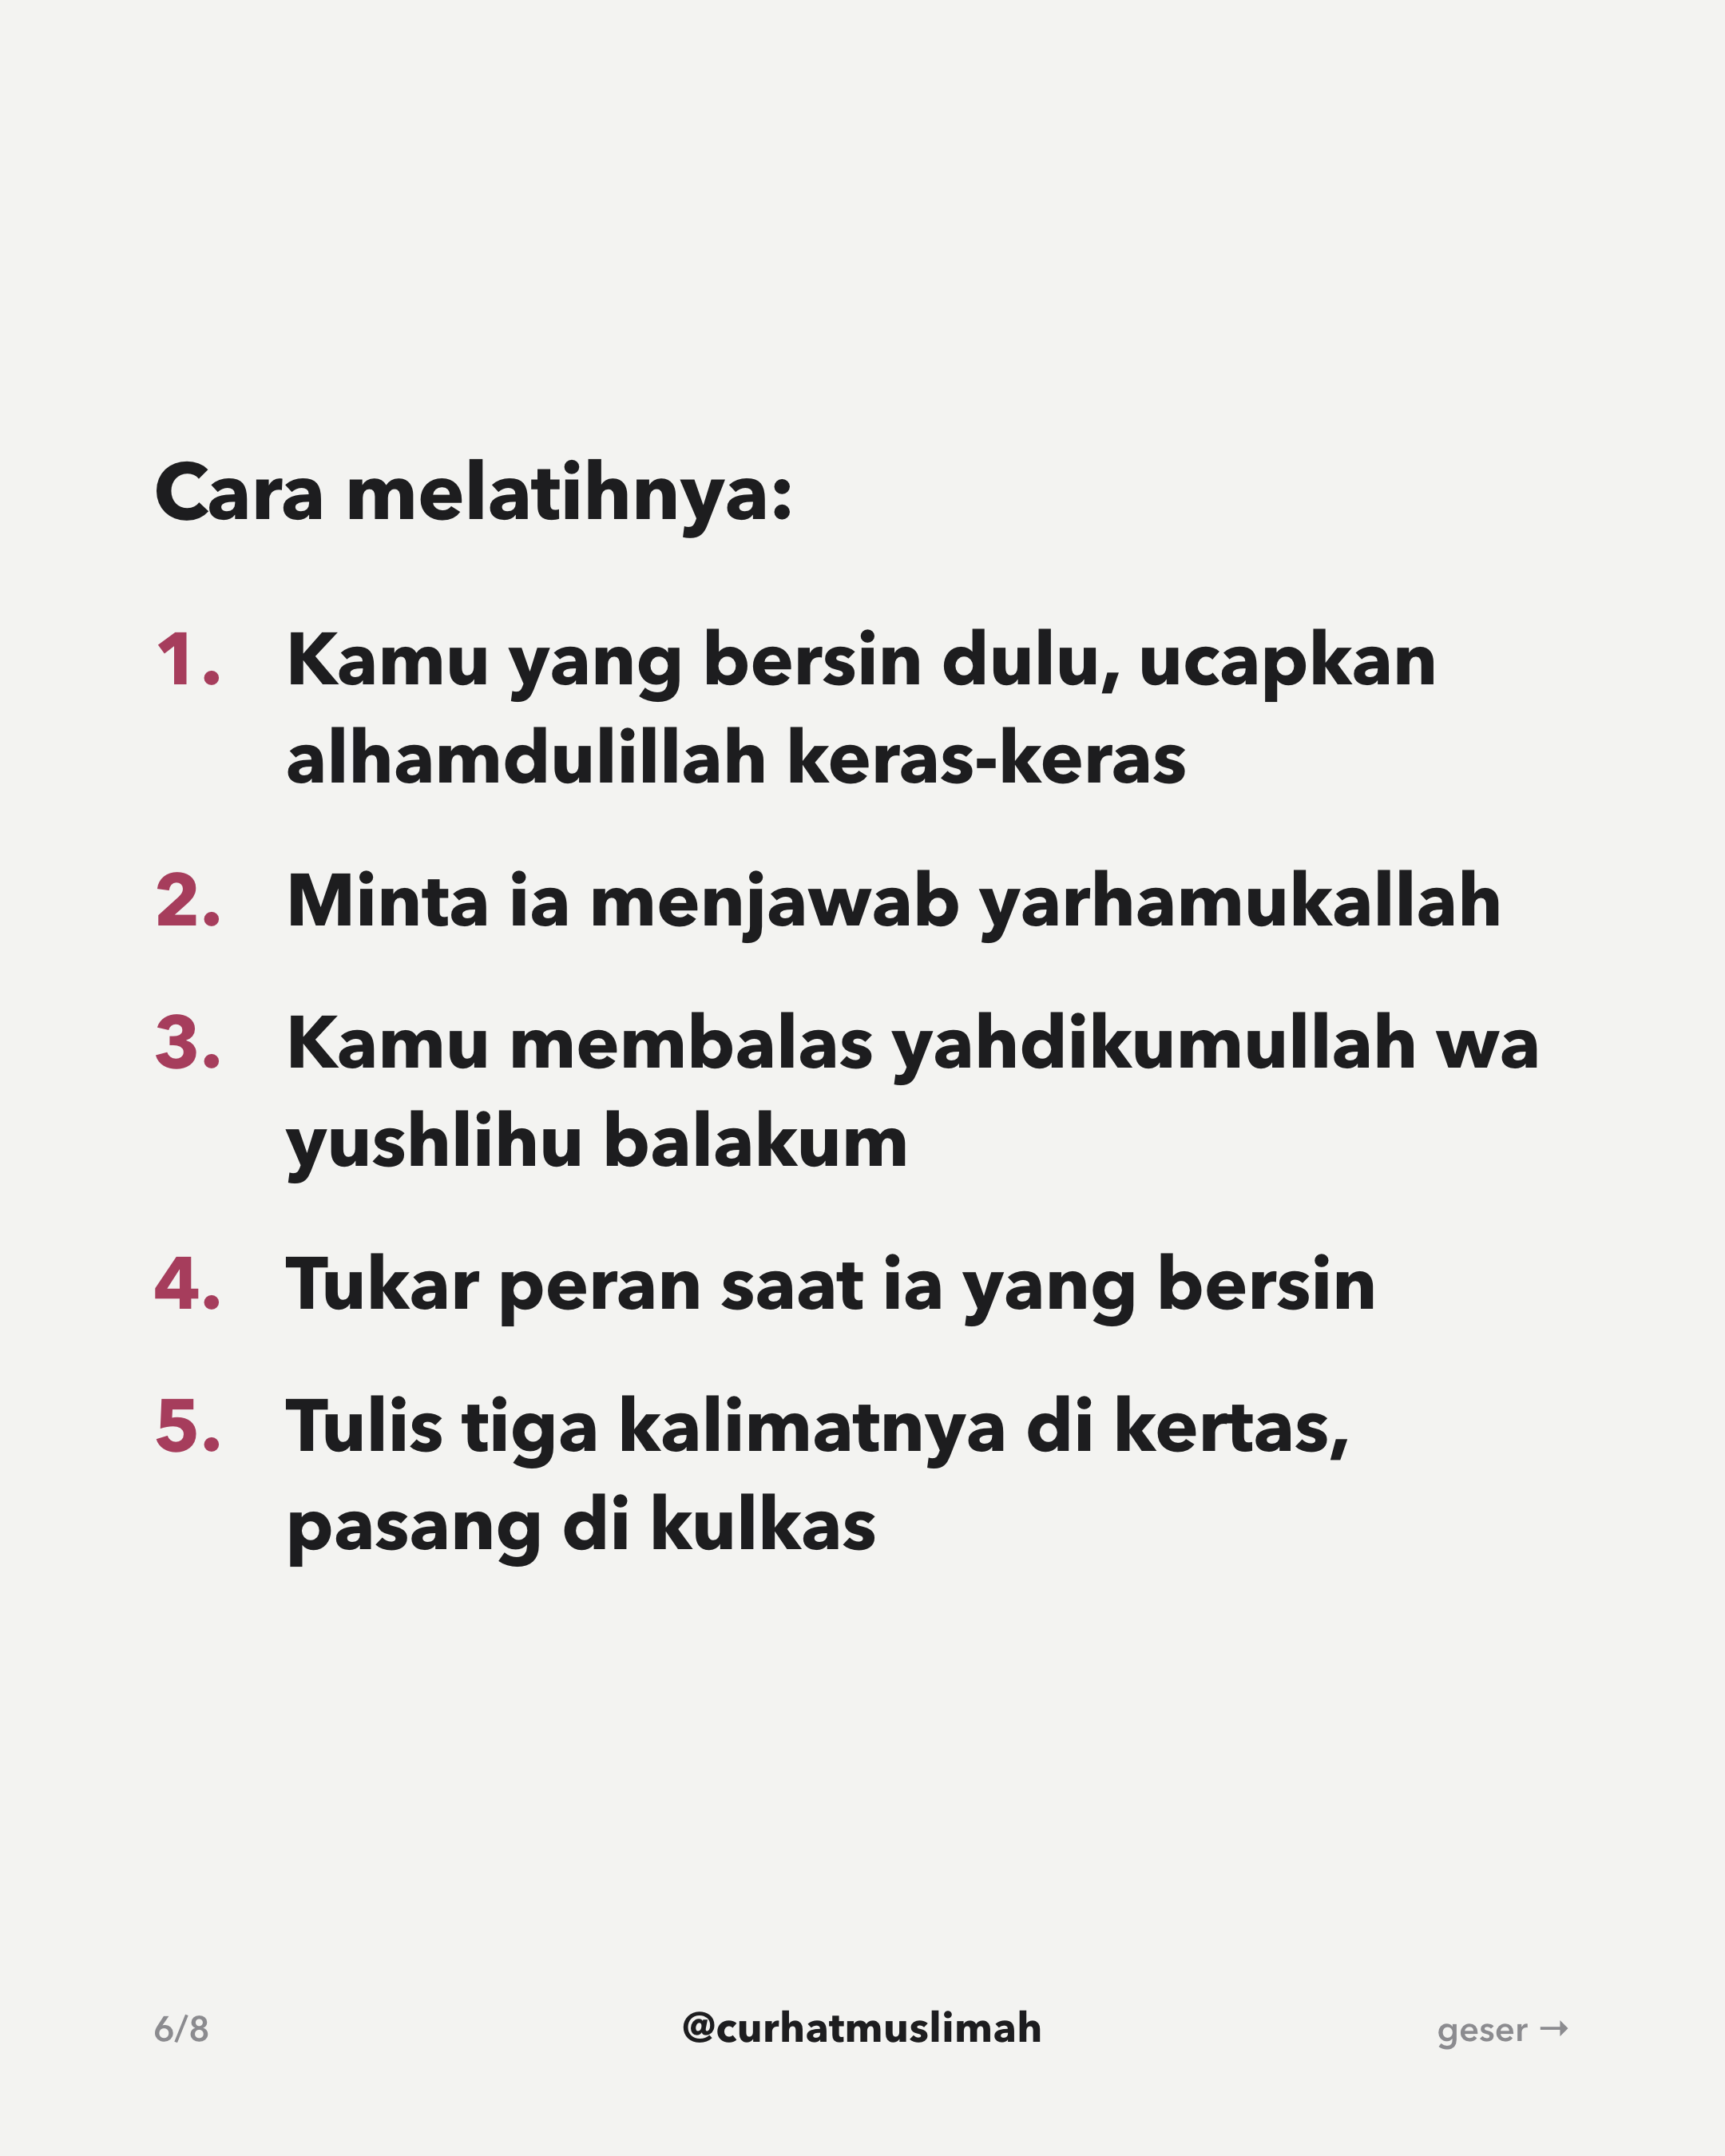 Cara melatihnya:
1. Kamu yang bersin dulu, ucapkan
alhamdulillah keras-keras
2. Minta ia menjawab yarhamukallah
3. Kamu membalas yahdikumullah wa
yushlihu balakum
4. Tukar peran saat ia yang bersin
5. Tulis tiga kalimatnya di kertas,
pasang di kulkas
6/8 @curhatmuslimah geser →